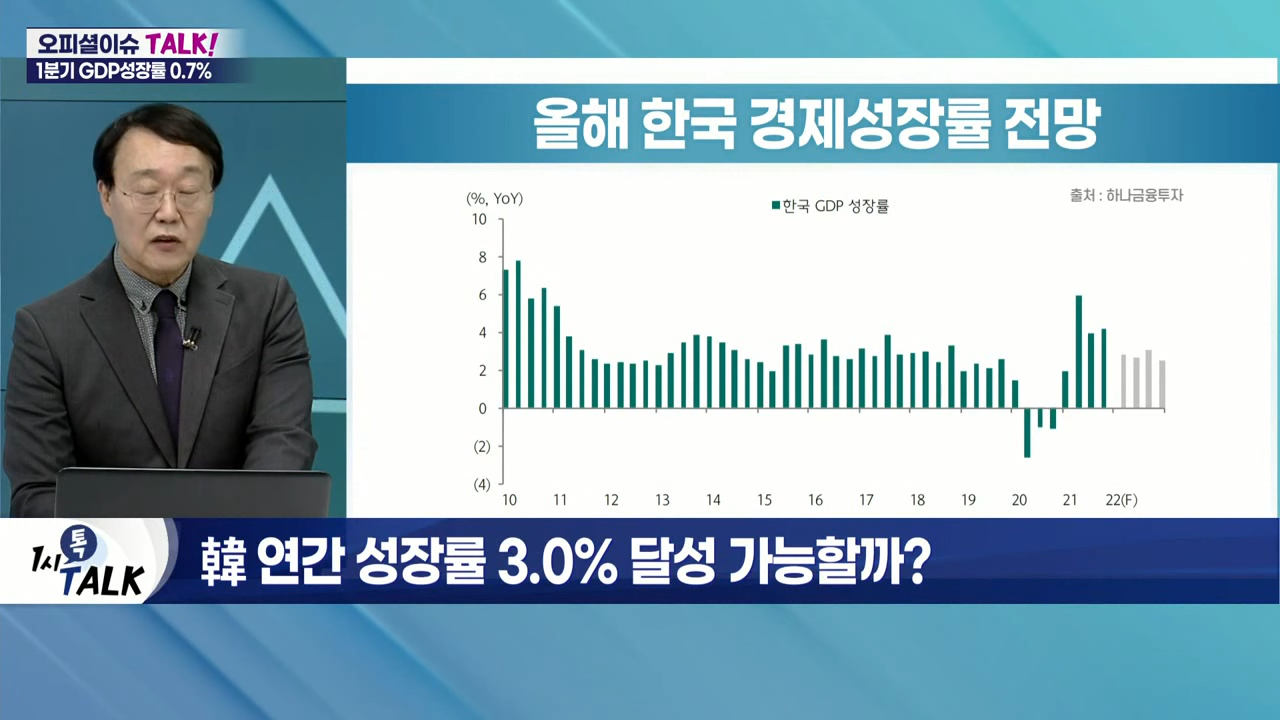 오피셜이슈 TALK!
1분기 GDP성장률 0.7%
올해 한국 경제성장률 전망
출처 : 하나금융투자
(%, YoY)
한국 GDP 성장률
10
8
6
4
2
0
(2)
(4)
10 11 12 13 14 15 16 17 18 19 20 21 22(F)
1시 톡 TALK
韓 연간 성장률 3.0% 달성 가능할까?